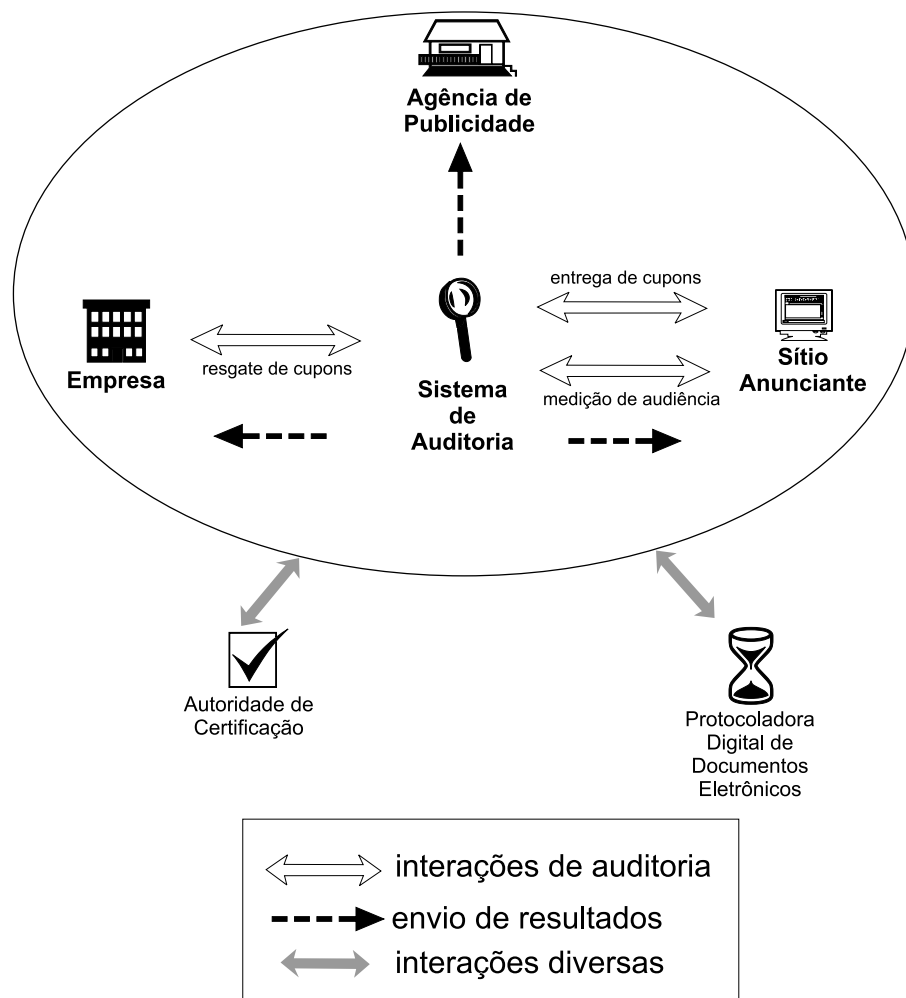 Agência de
Publicidade
entrega de cupons
resgate de cupons
Empresa
Sistema
de
Auditoria
medição de audiência
Sítio
Anunciante
Autoridade de
Certificação
Protocoladora
Digital de
Documentos
Eletrônicos
interações de auditoria
envio de resultados
interações diversas